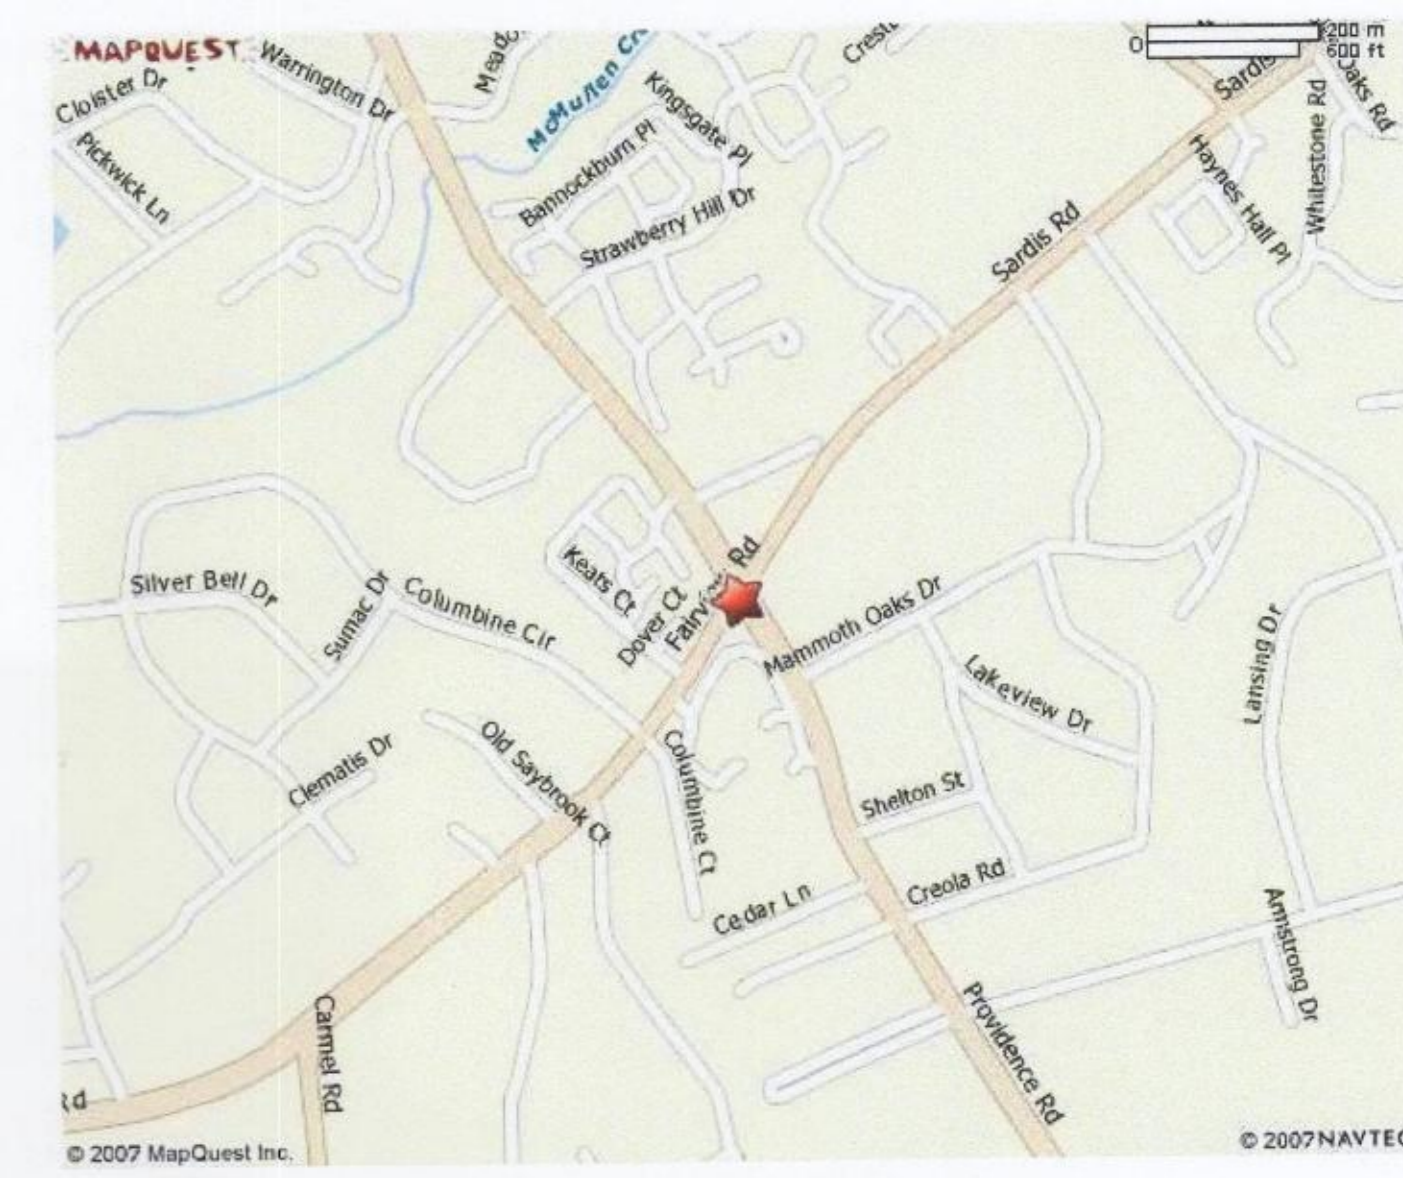 MAPQUEST
0
200 m
600 ft
Cloister Dr
Warrington Dr
McMullen Cr
Kingsgate Pl
Sardis
Oaks Rd
Pickwick Ln
Bannockburn Pl
Strawberry Hill Dr
Haynes Hall Pl
Whitestone Rd
Sardis Rd
Silver Bell Dr
Sumac Dr
Columbine Cir
Keats Ct
Dover Ct
Rd
Mammoth Oaks Dr
Lakeview Dr
Lansing Dr
Clematis Dr
Old Saybrook Ct
Columbine Ct
Shelton St
Cedar Ln
Creola Rd
Armstrong Dr
Carmel Rd
Providence Rd
Rd
© 2007 MapQuest Inc.
© 2007 NAVTEQ